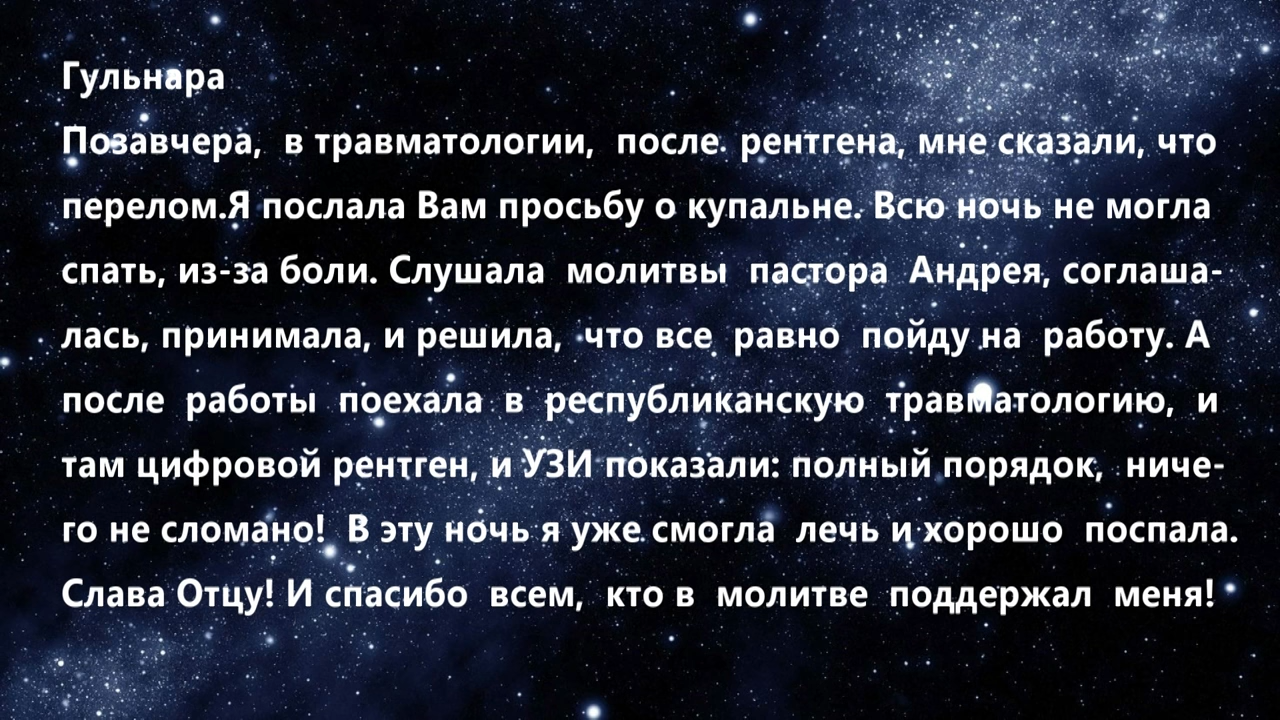 Гульнара
Позавчера, в травматологии, после рентгена, мне сказали, что
перелом.Я послала Вам просьбу о купальне. Всю ночь не могла
спать, из-за боли. Слушала молитвы пастора Андрея, соглаша-
лась, принимала, и решила, что все равно пойду на работу. А
после работы поехала в республиканскую травматологию, и
там цифровой рентген, и УЗИ показали: полный порядок, ниче-
го не сломано! В эту ночь я уже смогла лечь и хорошо поспала.
Слава Отцу! И спасибо всем, кто в молитве поддержал меня!